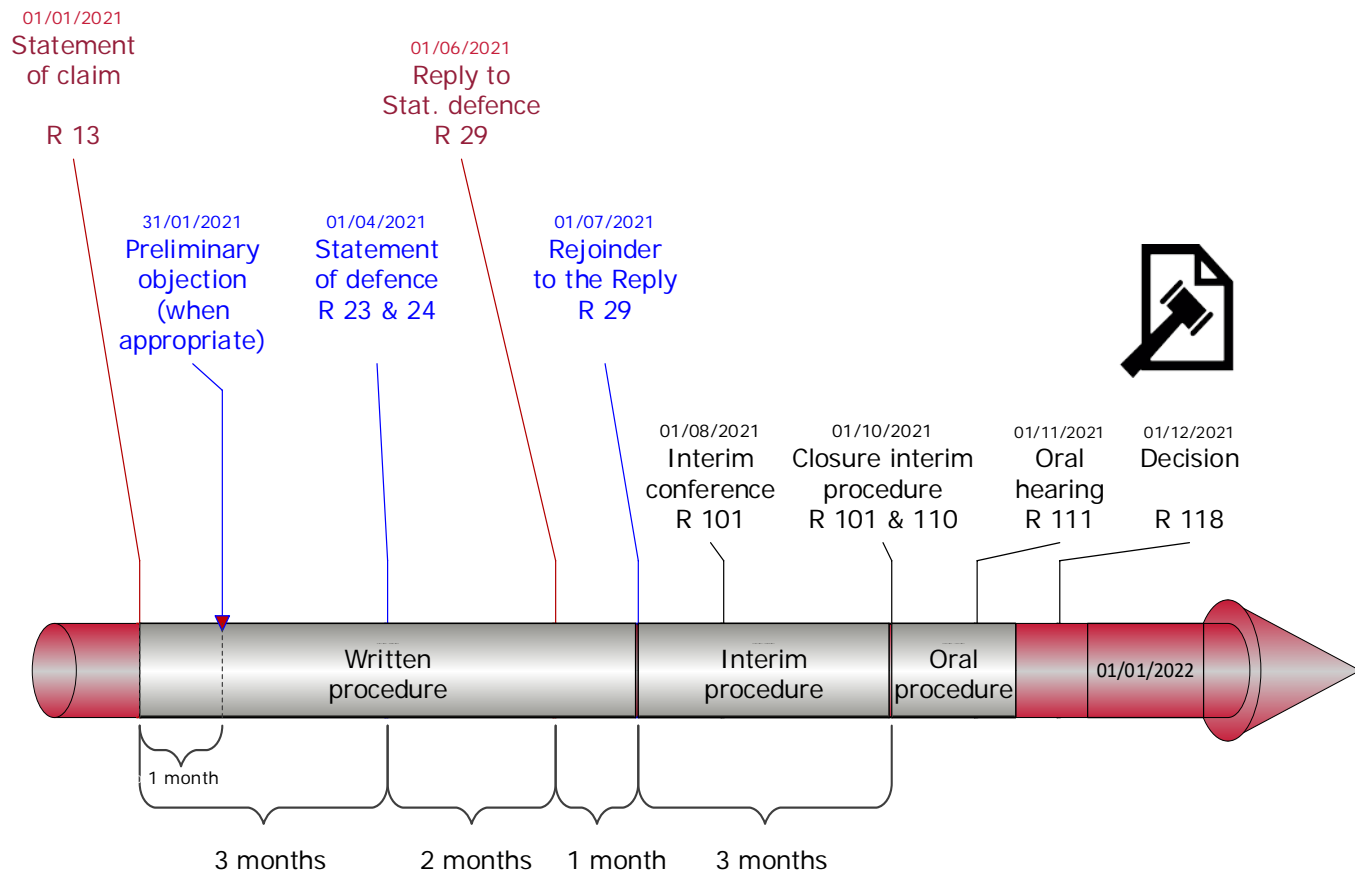 01/01/2021
Statement
of claim
R 13
01/06/2021
Reply to
Stat. defence
R 29
31/01/2021
Preliminary
objection
(when
appropriate)
01/04/2021
Statement
of defence
R 23 & 24
01/07/2021
Rejoinder
to the Reply
R 29
01/08/2021
Interim
conference
R 101
01/10/2021
Closure interim
procedure
R 101 & 110
01/11/2021
Oral
hearing
R 111
01/12/2021
Decision
R 118
Written
procedure
Interim
procedure
Oral
procedure
01/01/2022
1 month
3 months
2 months
1 month
3 months